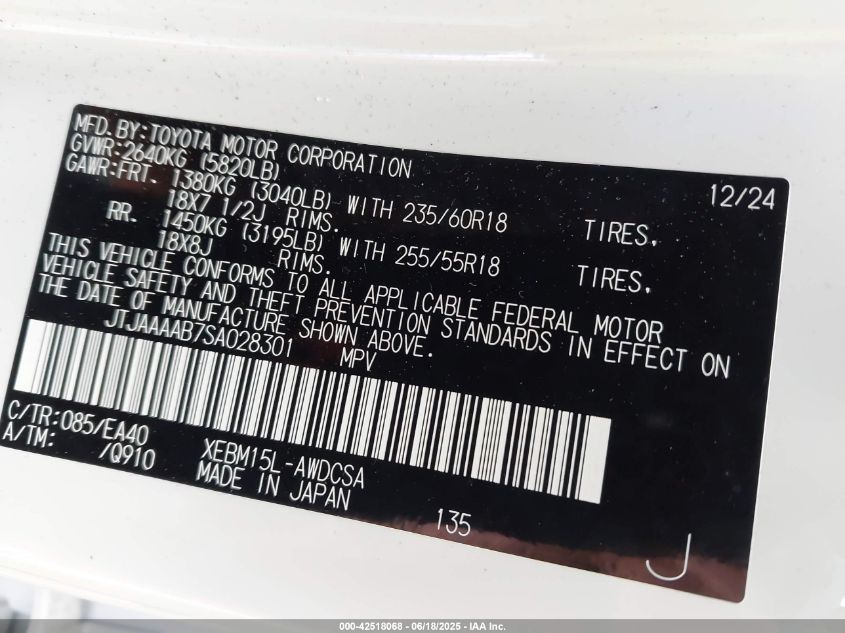 MFD. BY: TOYOTA MOTOR CORPORATION 12/24
GVWR: 2640KG (5820LB)
GAWR: FRT. 1380KG (3040LB) WITH 235/60R18 TIRES,
18X7 1/2J RIMS.
RR. 1450KG (3195LB) WITH 255/55R18 TIRES,
18X8J RIMS.
THIS VEHICLE CONFORMS TO ALL APPLICABLE FEDERAL MOTOR
VEHICLE SAFETY AND THEFT PREVENTION STANDARDS IN EFFECT ON
THE DATE OF MANUFACTURE SHOWN ABOVE.
JTJAAAAB7SA028301 MPV
C/TR: 085/EA40 XEBM15L-AWDCSA
A/TM: /Q910 MADE IN JAPAN
135
J
000-42518068 - 06/18/2025 - IAA Inc.